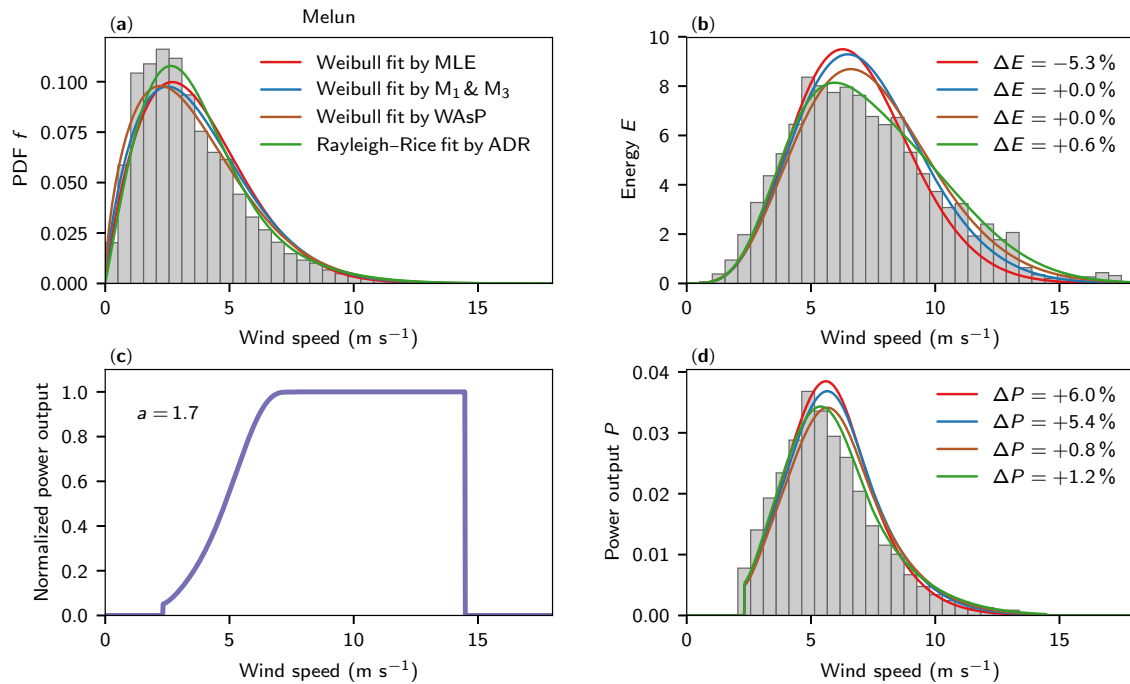 Melun
(a)
Weibull fit by MLE
Weibull fit by M₁ & M₃
Weibull fit by WAsP
Rayleigh–Rice fit by ADR
PDF f
0.100
0.075
0.050
0.025
0.000
0
5
10
15
Wind speed (m s⁻¹)
(b)
ΔE = −5.3 %
ΔE = +0.0 %
ΔE = +0.0 %
ΔE = +0.6 %
Energy E
10
8
6
4
2
0
0
5
10
15
Wind speed (m s⁻¹)
(c)
a = 1.7
Normalized power output
1.0
0.8
0.6
0.4
0.2
0.0
0
5
10
15
Wind speed (m s⁻¹)
(d)
ΔP = +6.0 %
ΔP = +5.4 %
ΔP = +0.8 %
ΔP = +1.2 %
Power output P
0.04
0.03
0.02
0.01
0.00
0
5
10
15
Wind speed (m s⁻¹)